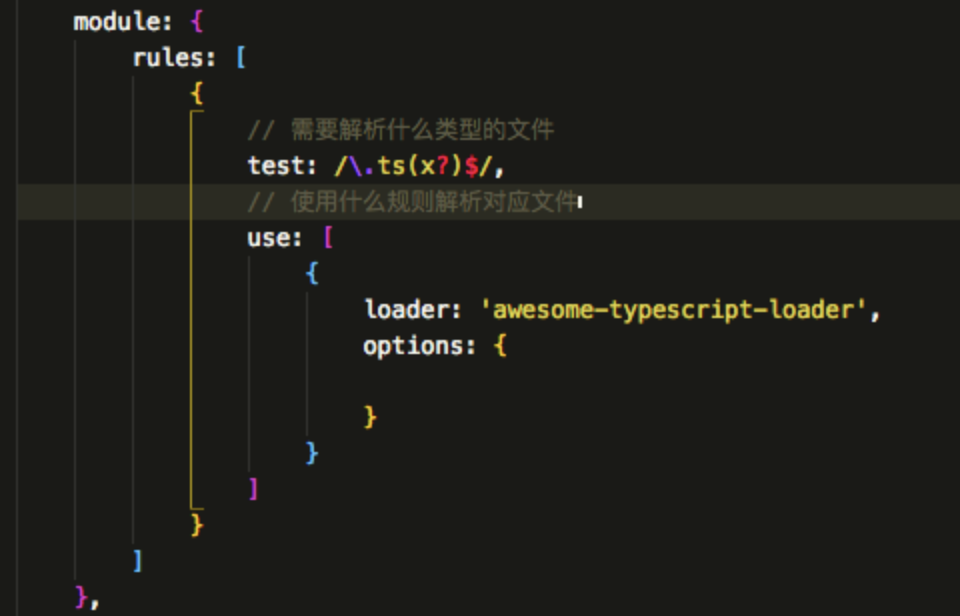 module: {
rules: [
{
// 需要解析什么类型的文件
test: /\.ts(x?)$/,
// 使用什么规则解析对应文件
use: [
{
loader: 'awesome-typescript-loader',
options: {
}
}
]
}
]
},